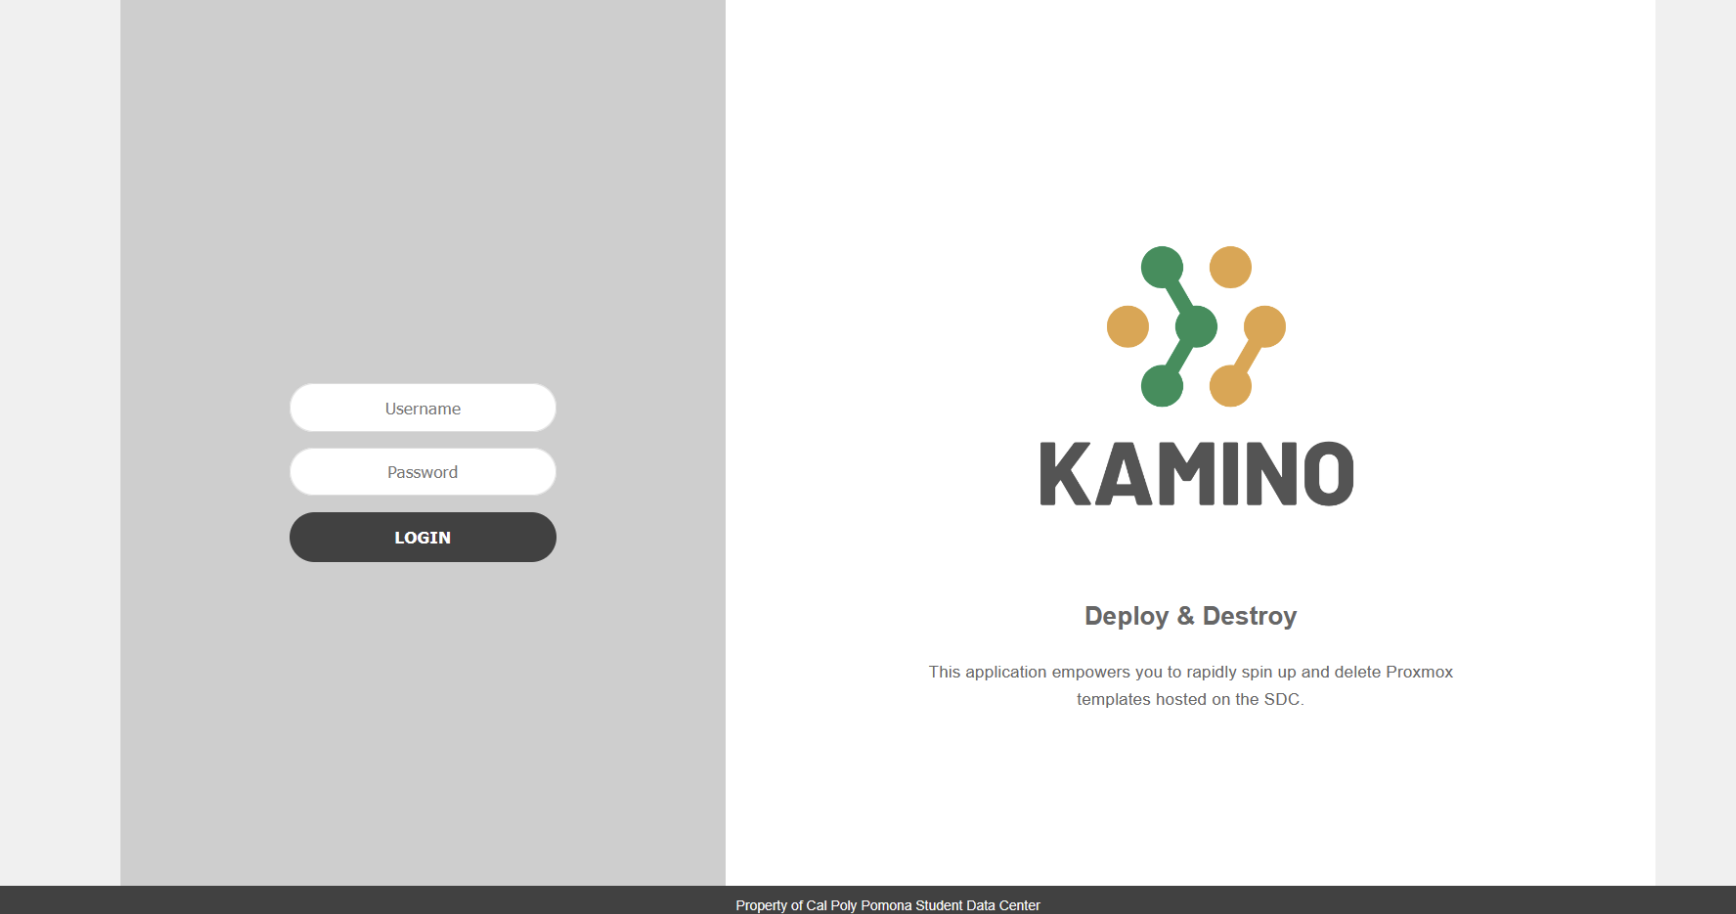 Username
Password
LOGIN
KAMINO
Deploy & Destroy
This application empowers you to rapidly spin up and delete Proxmox
templates hosted on the SDC.
Property of Cal Poly Pomona Student Data Center